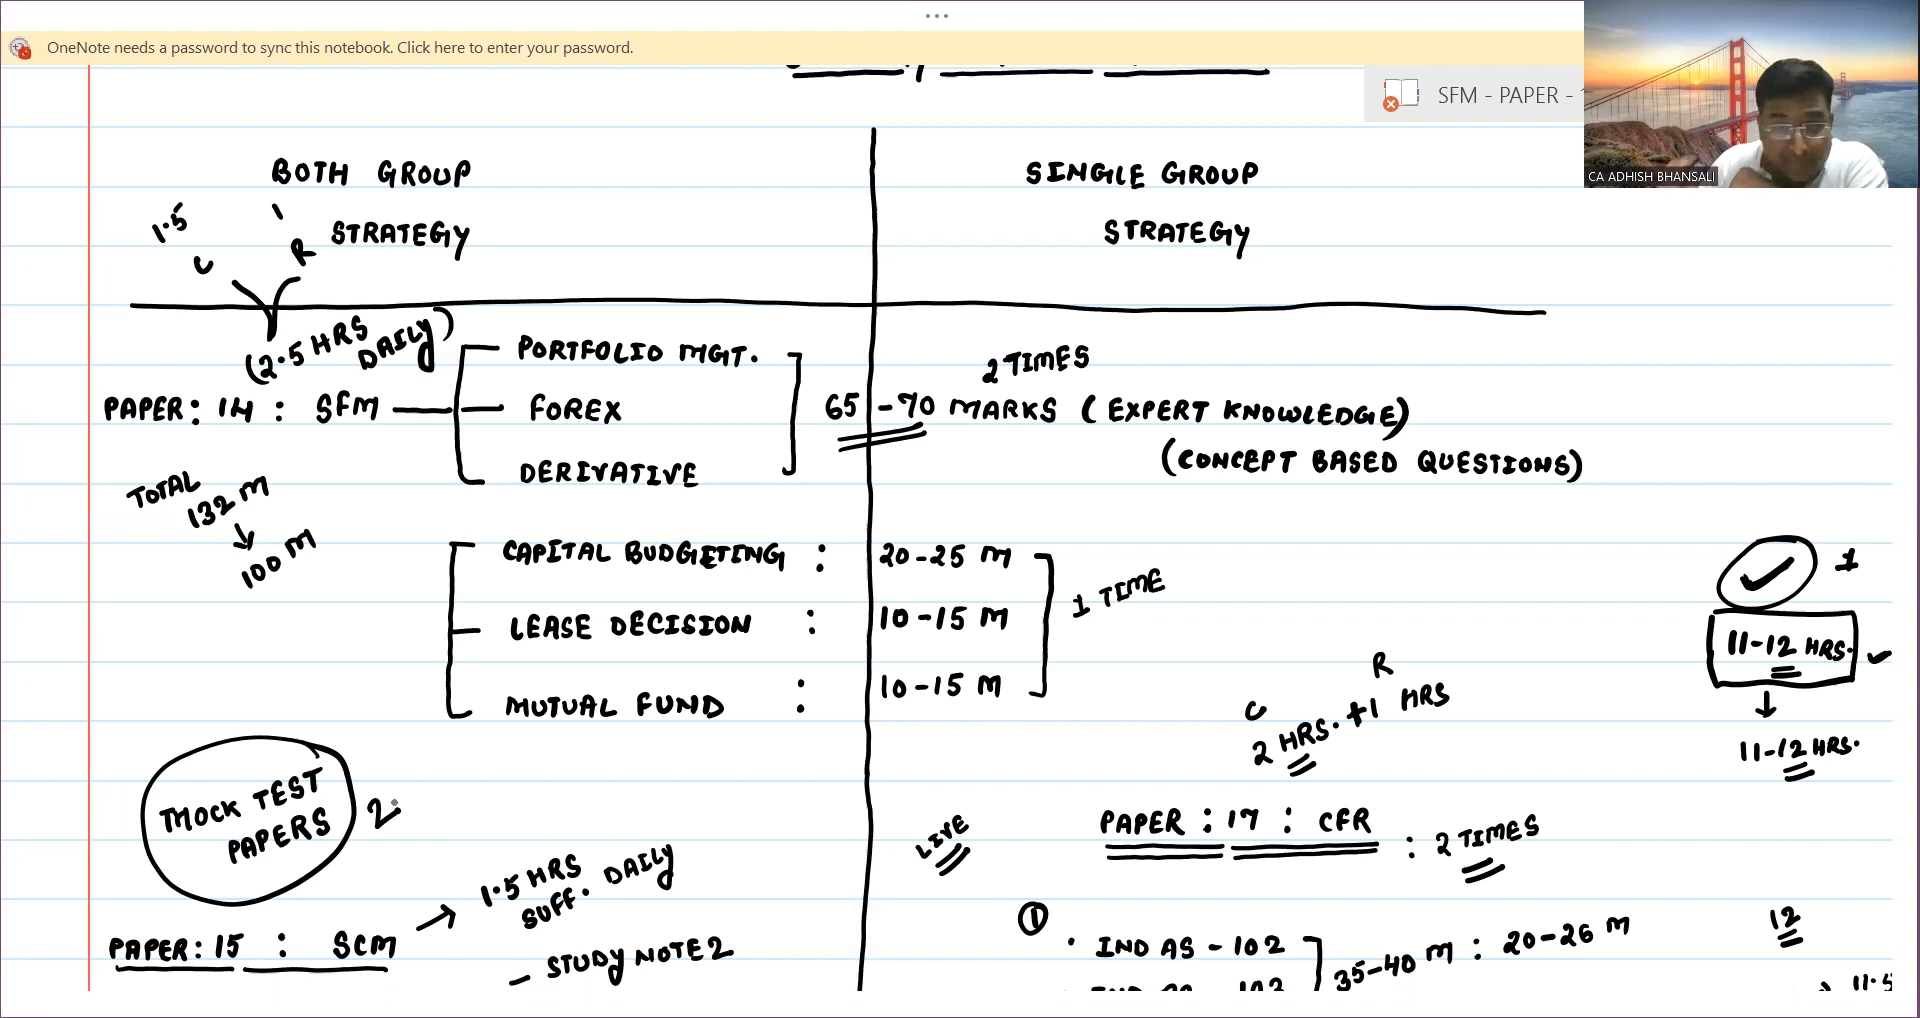 OneNote needs a password to sync this notebook. Click here to enter your password.
SFM - PAPER -
CA ADHISH BHANSALI
BOTH GROUP
STRATEGY
1.5
C
1
R
SINGLE GROUP
STRATEGY
(2.5 HRS
DAILY)
PAPER: 14 : SFM
PORTFOLIO MGT.
FOREX
DERIVATIVE
2 TIMES
65 - 70 MARKS (EXPERT KNOWLEDGE)
(CONCEPT BASED QUESTIONS)
TOTAL
132 M
↓
100 M
CAPITAL BUDGETING : 20-25 M
LEASE DECISION : 10-15 M
MUTUAL FUND : 10-15 M
1 TIME
1
11-12 HRS.
↓
11-12 HRS.
C R
2 HRS. +1 HRS
MOCK TEST
PAPERS
2
LIVE
PAPER : 17 : CFR : 2 TIMES
1.5 HRS
SUFF. DAILY
PAPER: 15 : SCM →
- STUDY NOTE 2
①
• IND AS - 102
35-40 M : 20-26 M
12